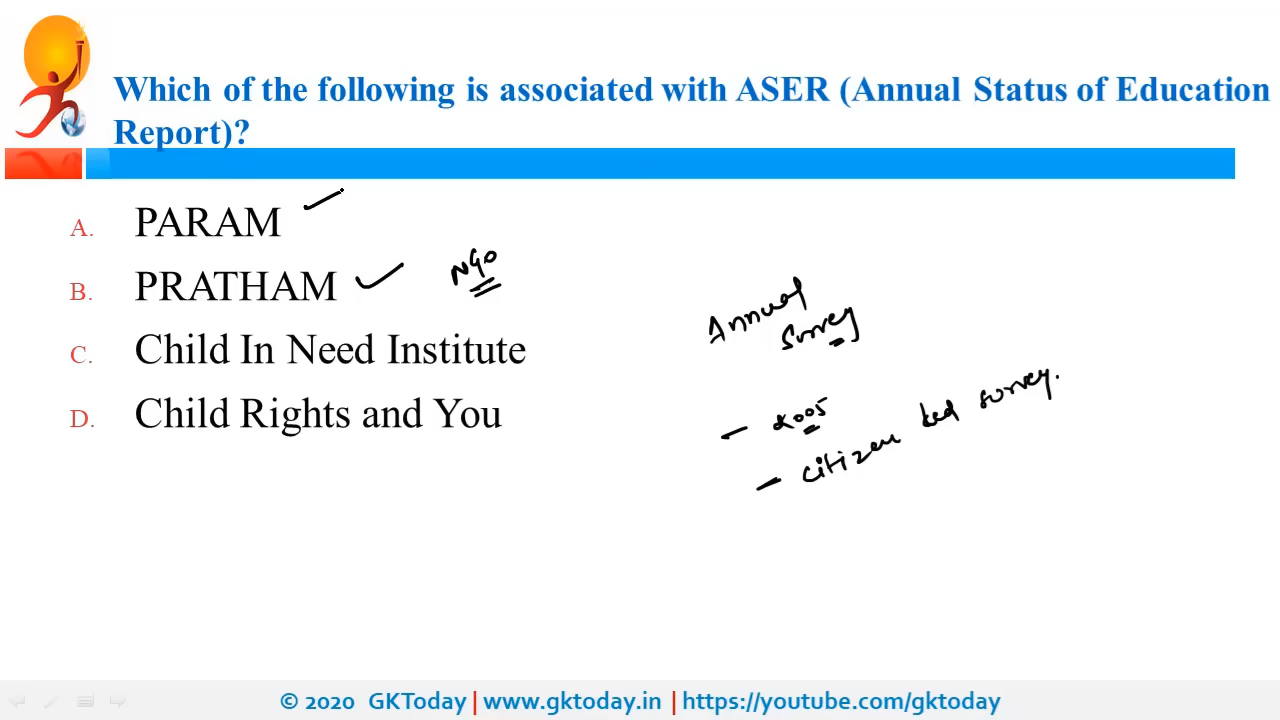 Which of the following is associated with ASER (Annual Status of Education
Report)?
A. PARAM
B. PRATHAM
NGO
C. Child In Need Institute
D. Child Rights and You
Annual
Survey
- 2005
- Citizen led survey.
© 2020 GKToday | www.gktoday.in | https://youtube.com/gktoday